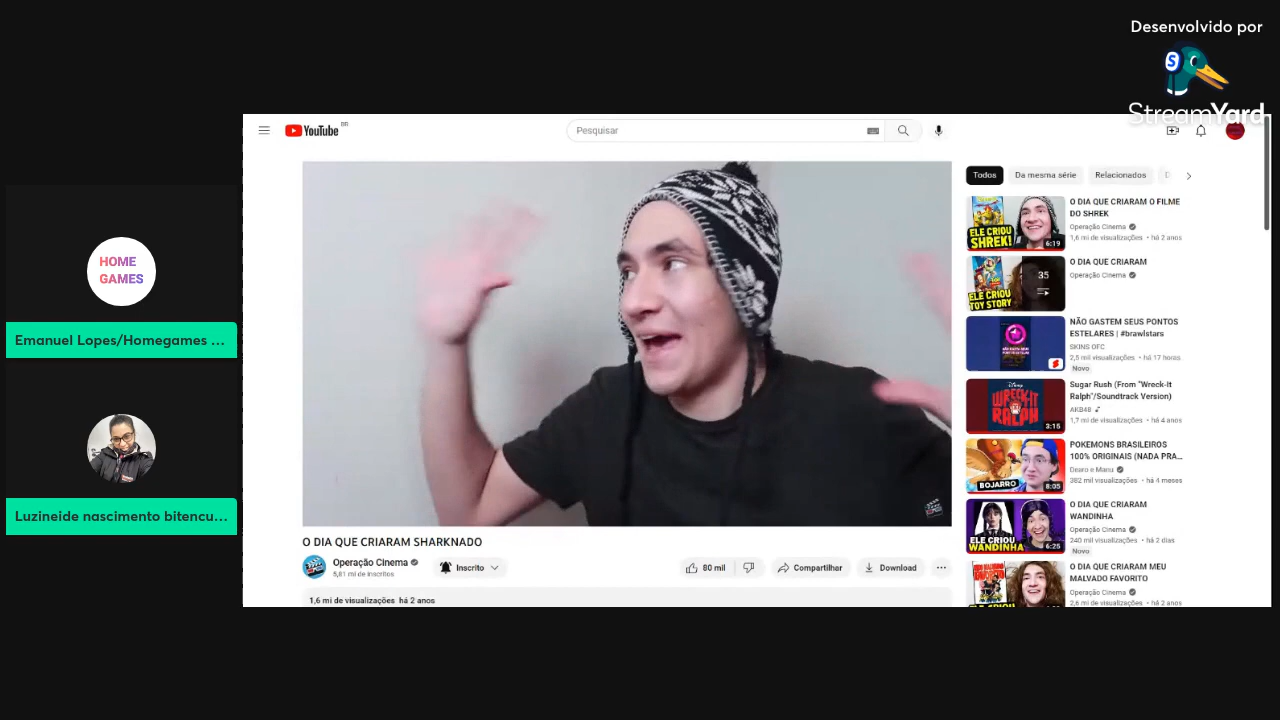 Desenvolvido por
StreamYard
YouTube BR
Pesquisar
HOME
GAMES
Emanuel Lopes/Homegames ...
Luzineide nascimento bitencu...
O DIA QUE CRIARAM SHARKNADO
Operação Cinema
5,81 mi de inscritos
Inscrito
80 mil
Compartilhar
Download
1,6 mi de visualizações há 2 anos
Todos
Da mesma série
Relacionados
ELE CRIOU
SHREK!
6:19
O DIA QUE CRIARAM O FILME
DO SHREK
Operação Cinema
1,6 mi de visualizações • há 2 anos
ELE CRIOU
TOY STORY
35
O DIA QUE CRIARAM
Operação Cinema
NÃO GASTEM SEUS PONTOS
ESTELARES | #brawlstars
SKINS OFC
2,5 mil visualizações • há 17 horas
Novo
Disney
WRECK-IT
RALPH
3:15
Sugar Rush (From "Wreck-It
Ralph"/Soundtrack Version)
AKB48
1,7 mi de visualizações • há 4 anos
BOJARRO
8:05
POKEMONS BRASILEIROS
100% ORIGINAIS (NADA PRA...
Dearo e Manu
382 mil visualizações • há 4 meses
ELE CRIOU
WANDINHA
6:25
O DIA QUE CRIARAM
WANDINHA
Operação Cinema
240 mil visualizações • há 2 dias
Novo
O DIA QUE CRIARAM MEU
MALVADO FAVORITO
Operação Cinema
2,6 mi de visualizações • há 2 anos